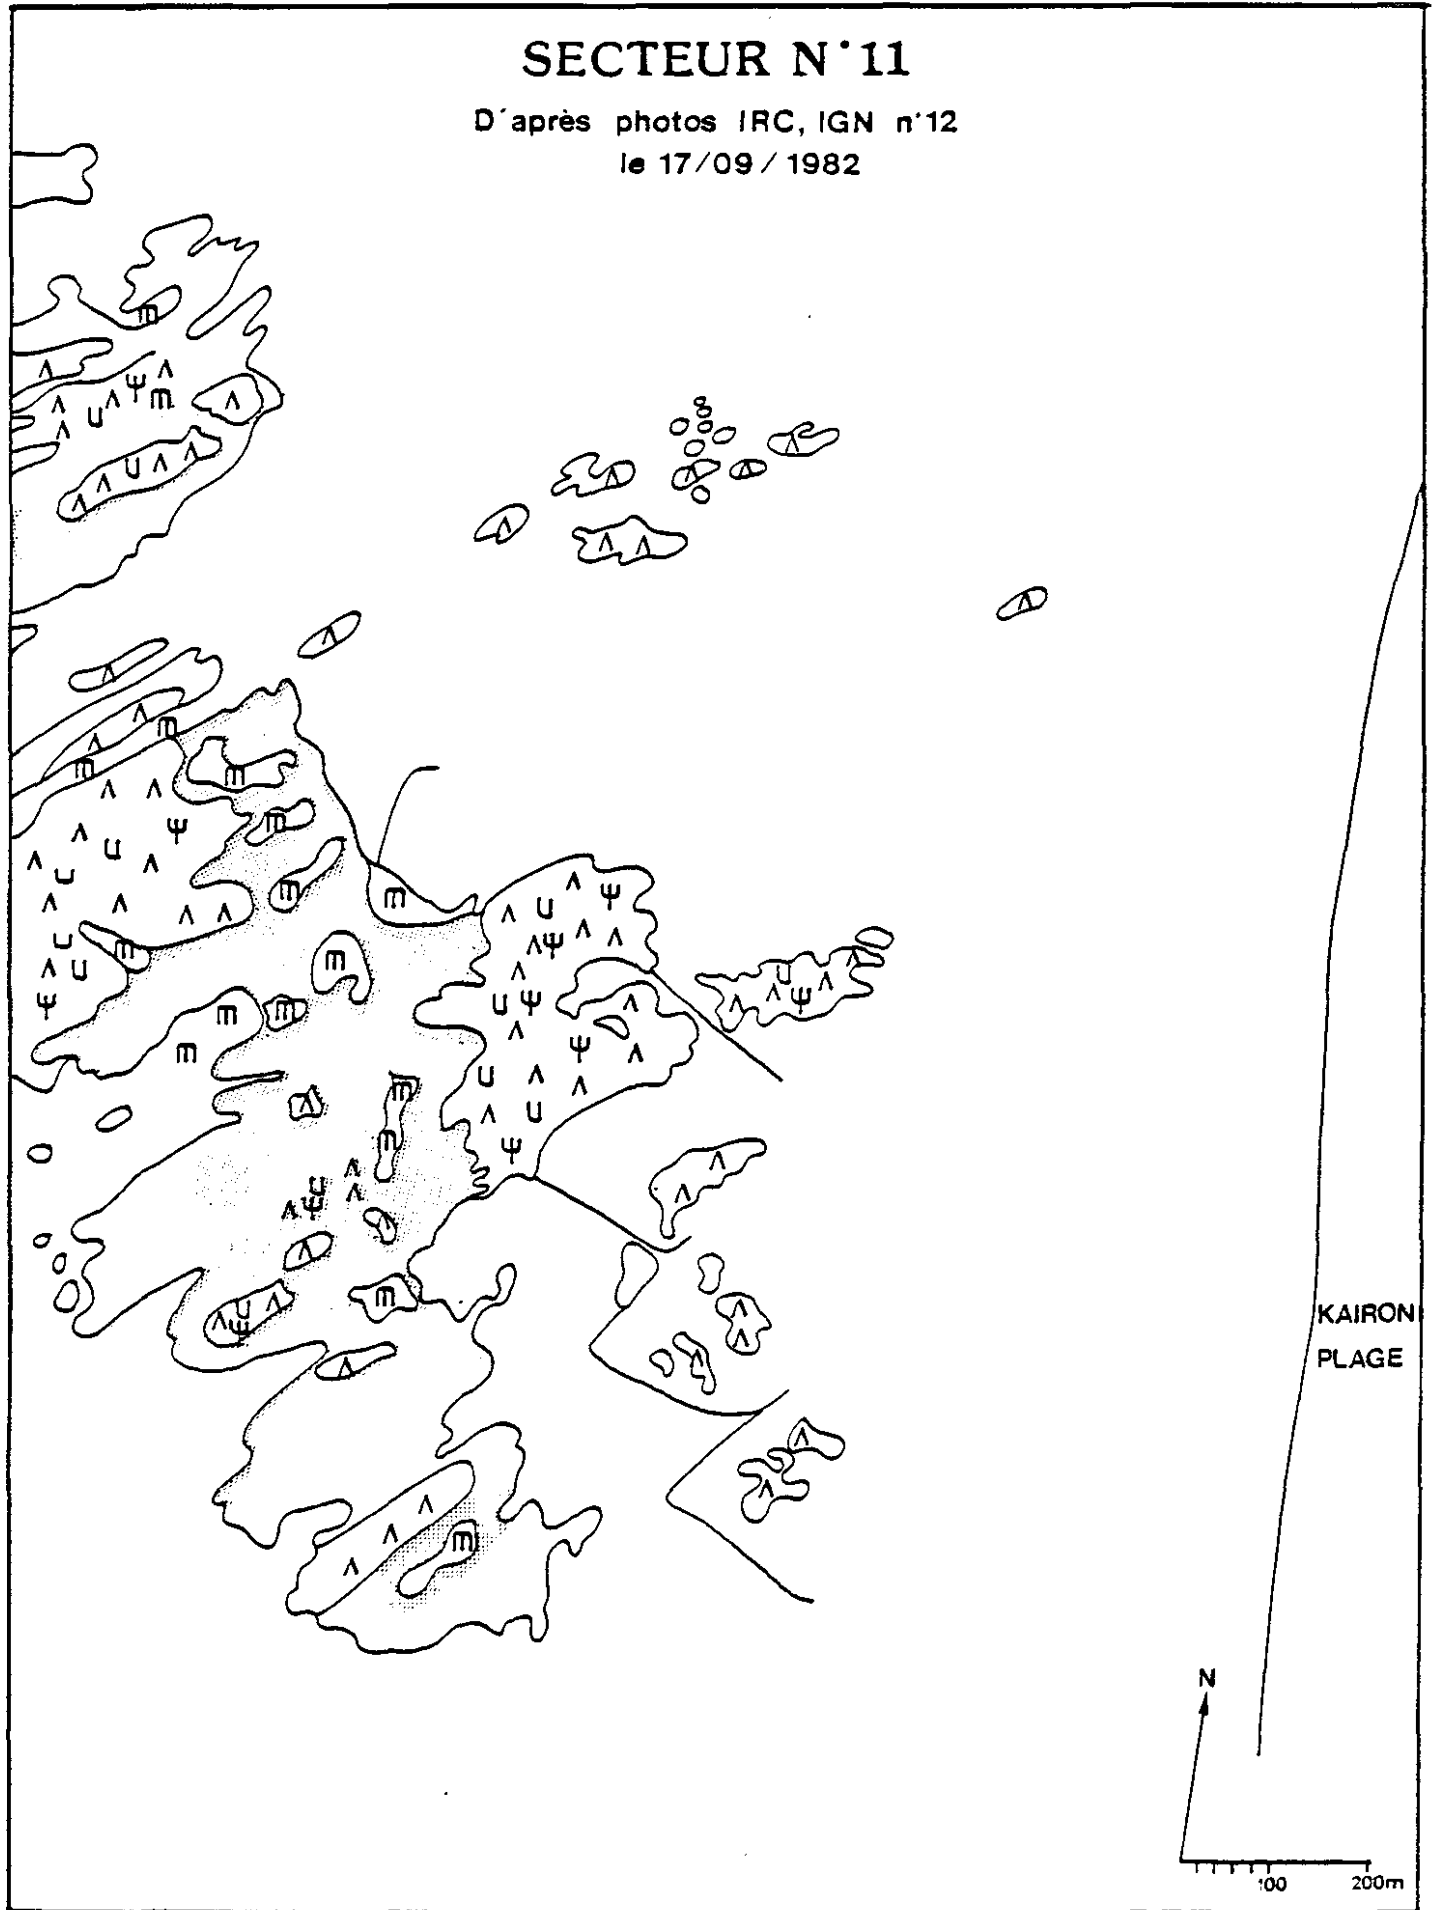 SECTEUR N°11
D'après photos IRC, IGN n°12
le 17/09/1982
KAIRON
PLAGE
N
100 200m